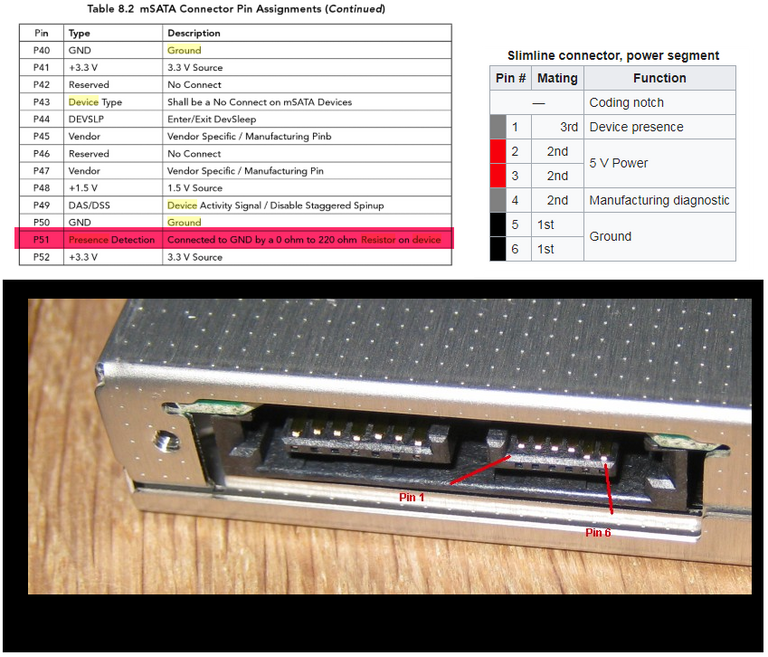 Table 8.2 mSATA Connector Pin Assignments (Continued)
Pin Type Description
P40 GND Ground
P41 +3.3 V 3.3 V Source
P42 Reserved No Connect
P43 Device Type Shall be a No Connect on mSATA Devices
P44 DEVSLP Enter/Exit DevSleep
P45 Vendor Vendor Specific / Manufacturing Pinb
P46 Reserved No Connect
P47 Vendor Vendor Specific / Manufacturing Pin
P48 +1.5 V 1.5 V Source
P49 DAS/DSS Device Activity Signal / Disable Staggered Spinup
P50 GND Ground
P51 Presence Detection Connected to GND by a 0 ohm to 220 ohm Resistor on device
P52 +3.3 V 3.3 V Source
Slimline connector, power segment
Pin # Mating Function
— Coding notch
1 3rd Device presence
2 2nd 5 V Power
3 2nd
4 2nd Manufacturing diagnostic
5 1st Ground
6 1st
Pin 1
Pin 6